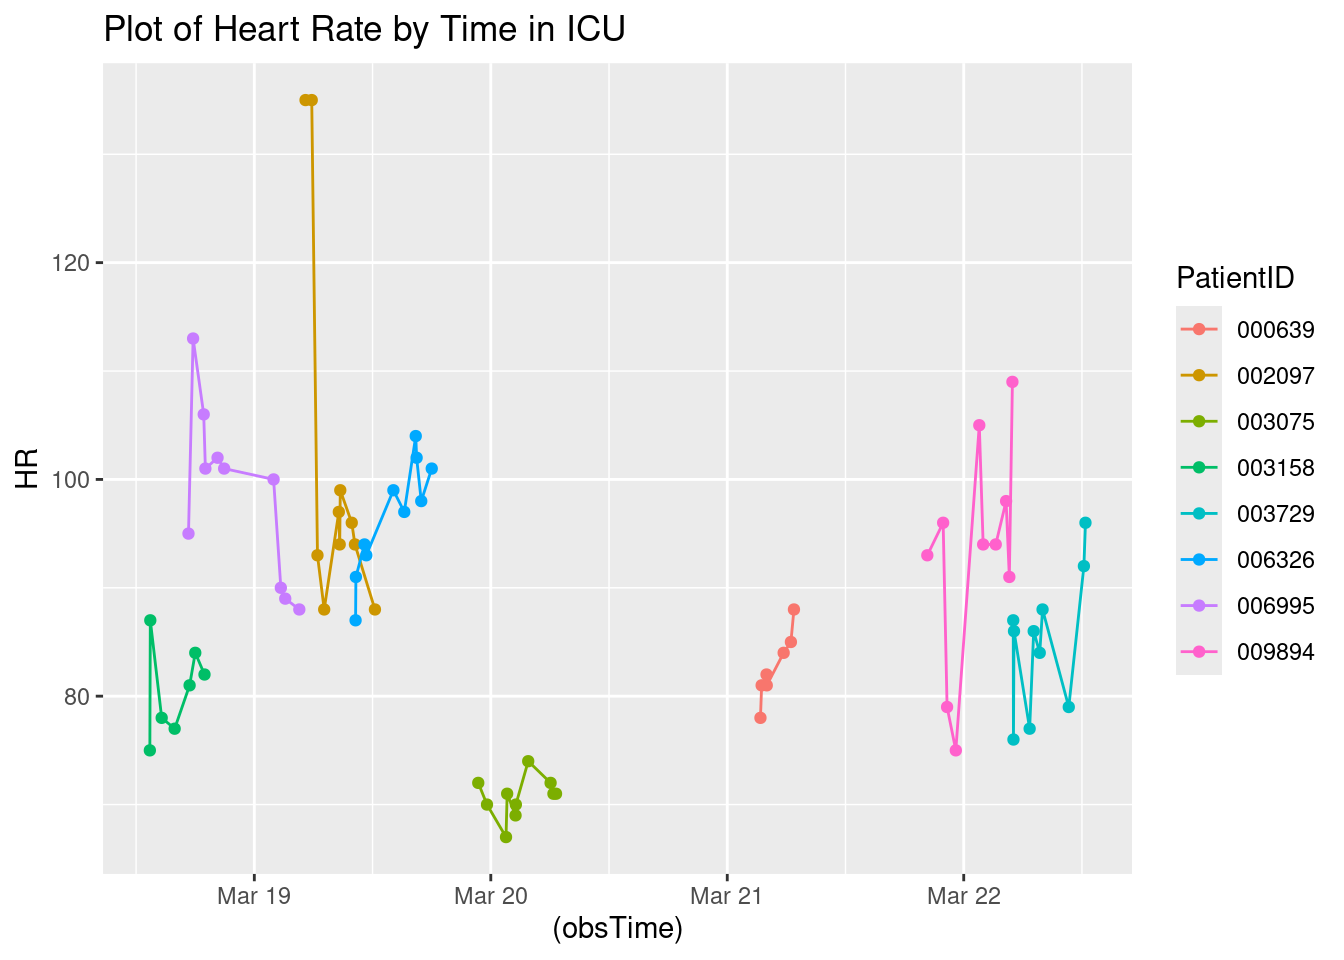 Plot of Heart Rate by Time in ICU
HR
120
100
80
Mar 19
Mar 20
Mar 21
Mar 22
(obsTime)
PatientID
000639
002097
003075
003158
003729
006326
006995
009894